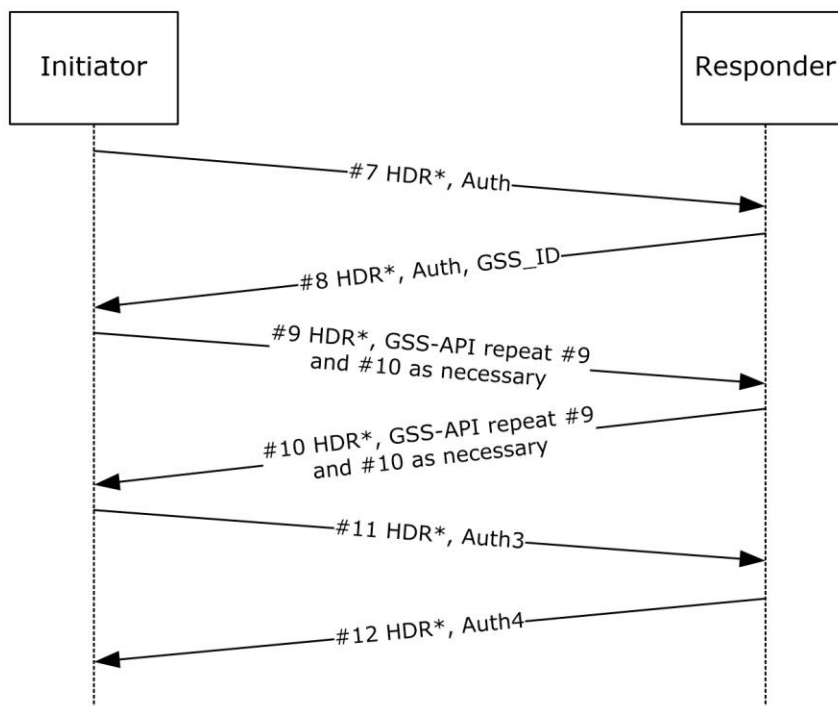 Initiator
Responder
#7 HDR*, Auth
#8 HDR*, Auth, GSS_ID
#9 HDR*, GSS-API repeat #9
and #10 as necessary
#10 HDR*, GSS-API repeat #9
and #10 as necessary
#11 HDR*, Auth3
#12 HDR*, Auth4